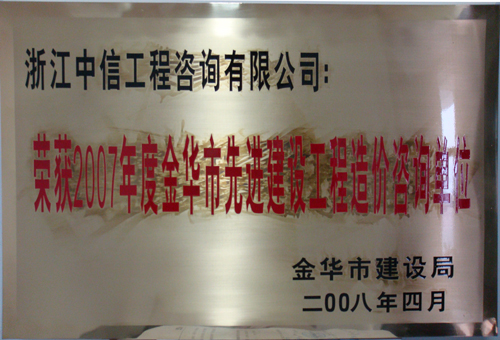 浙江中信工程咨询有限公司:
荣获2007年度金华市先进建设工程造价咨询单位
金华市建设局
二00八年四月